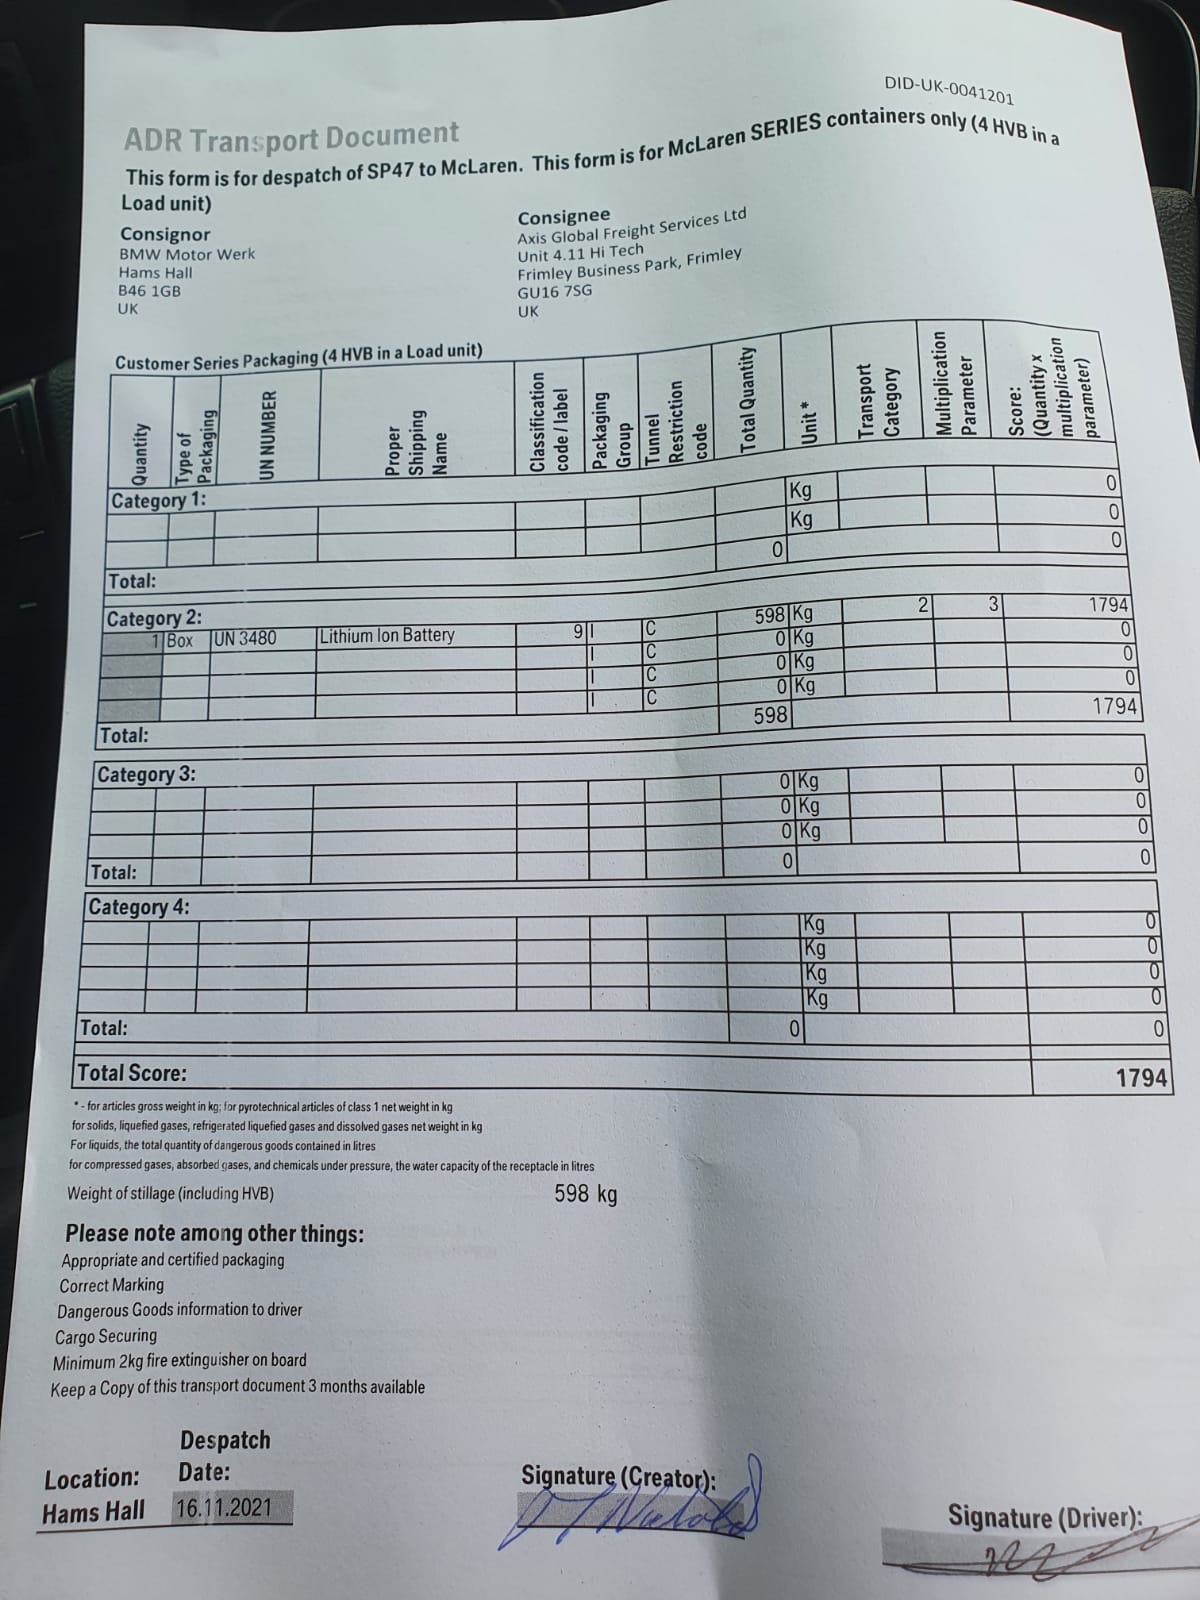 DID-UK-0041201
ADR Transport Document
This form is for despatch of SP47 to McLaren. This form is for McLaren SERIES containers only (4 HVB in a
Load unit)
Consignor
BMW Motor Werk
Hams Hall
B46 1GB
UK
Consignee
Axis Global Freight Services Ltd
Unit 4.11 Hi Tech
Frimley Business Park, Frimley
GU16 7SG
UK
Customer Series Packaging (4 HVB in a Load unit)
Quantity Type of Packaging UN NUMBER Proper Shipping Name Classification code / label Packaging Group Tunnel Restriction code Total Quantity Unit * Transport Category Multiplication Parameter Score: (Quantity x multiplication parameter)
Category 1:
Kg 0
Kg 0
0 0
Total:
Category 2:
1 Box UN 3480 Lithium Ion Battery 9 I C 598 Kg 2 3 1794
I C 0 Kg 0
I C 0 Kg 0
I C 0 Kg 0
Total: 598 1794
Category 3:
0 Kg 0
0 Kg 0
0 Kg 0
Total: 0 0
Category 4:
Kg 0
Kg 0
Kg 0
Kg 0
Total: 0 0
Total Score: 1794
* - for articles gross weight in kg; for pyrotechnical articles of class 1 net weight in kg
for solids, liquefied gases, refrigerated liquefied gases and dissolved gases net weight in kg
For liquids, the total quantity of dangerous goods contained in litres
for compressed gases, absorbed gases, and chemicals under pressure, the water capacity of the receptacle in litres
Weight of stillage (including HVB) 598 kg
Please note among other things:
Appropriate and certified packaging
Correct Marking
Dangerous Goods information to driver
Cargo Securing
Minimum 2kg fire extinguisher on board
Keep a Copy of this transport document 3 months available
Location:
Hams Hall
Despatch
Date:
16.11.2021
Signature (Creator):
Signature (Driver):